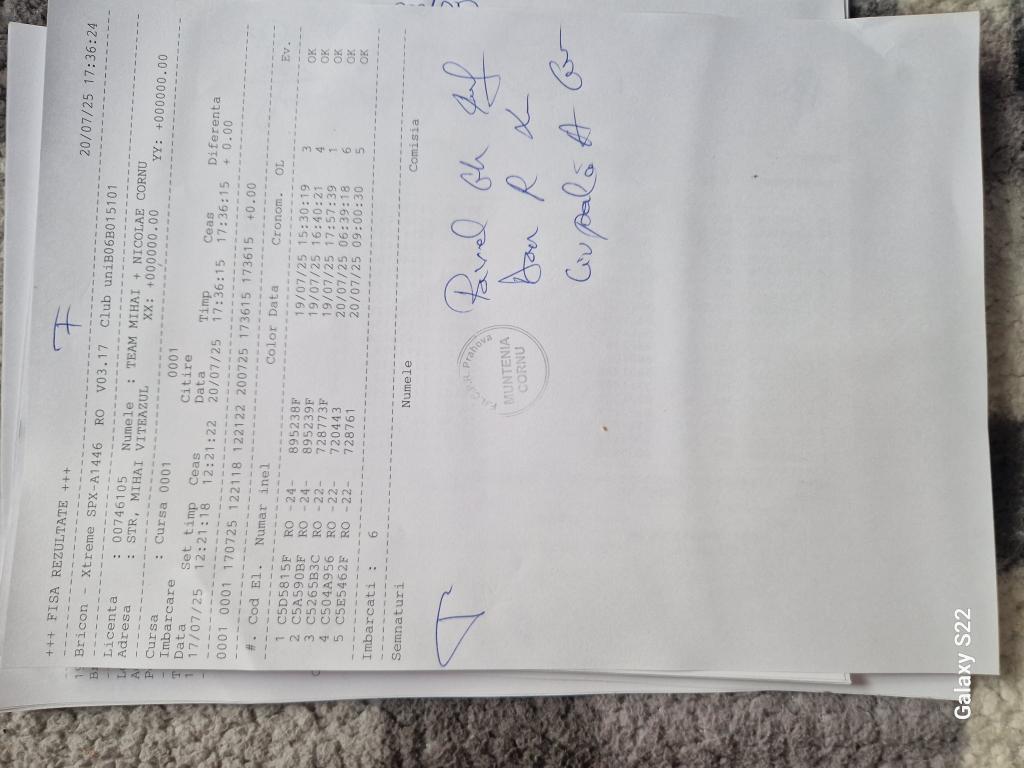 +++ FISA REZULTATE +++
20/07/25 17:36:24
Bricon - Xtreme SPX-A1446 RO V03.17 Club uniB06B015101
Licenta : 00746105 Numele : TEAM MIHAI + NICOLAE CORNU
Adresa : STR, MIHAI VITEAZUL XX: +000000.00 YY: +000000.00
Cursa : Cursa 0001
Imbarcare 0001 Citire
Data Set timp Ceas Data Timp Ceas Diferenta
17/07/25 12:21:18 12:21:22 20/07/25 17:36:15 17:36:15 + 0.00
0001 0001 170725 122118 122122 200725 173615 173615 +0.00
#. Cod El. Numar inel Color Data Cronom. OL Ev.
1 C5D5815F RO -24 895238F 19/07/25 15:30:19 3 OK
2 C5A590BF RO -24- 895239F 19/07/25 16:40:21 4 OK
3 C5265B3C RO -22- 728773F 19/07/25 17:57:39 1 OK
4 C504A956 RO -22- 720443 20/07/25 06:39:18 6 OK
5 C5E5462F RO -22- 728761 20/07/25 09:00:30 5 OK
Imbarcati : 6
Semnaturi Numele Comisia
F
Pavel Gh
MUNTENIA
CORNU
Prahova
Galaxy S22